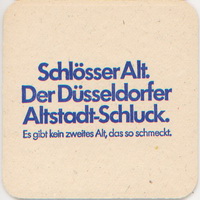 Schlösser Alt.
Der Düsseldorfer
Altstadt-Schluck.
Es gibt kein zweites Alt, das so schmeckt.